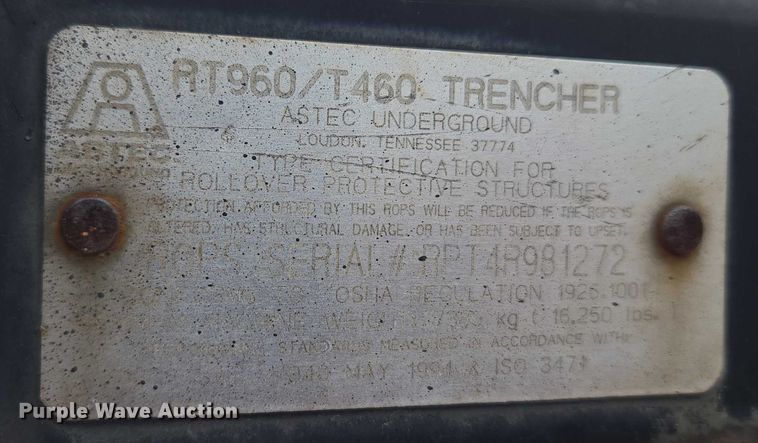 RT960/T460 TRENCHER
ASTEC UNDERGROUND
LOUDON, TENNESSEE 37774
ASTEC
TYPE CERTIFICATION FOR
ROLLOVER PROTECTIVE STRUCTURES
PROTECTION AFFORDED BY THIS ROPS WILL BE REDUCED IF THE ROPS IS
ALTERED, HAS STRUCTURAL DAMAGE, OR HAS BEEN SUBJECT TO UPSET.
ROPS SERIAL #:RPT4R981272
OSHA REGULATION 1926.1001
WEIGHT kg ( 16,250 lbs.
STANDARDS MEASURED IN ACCORDANCE WITH:
MAY 1994 & ISO 3471
Purple Wave Auction